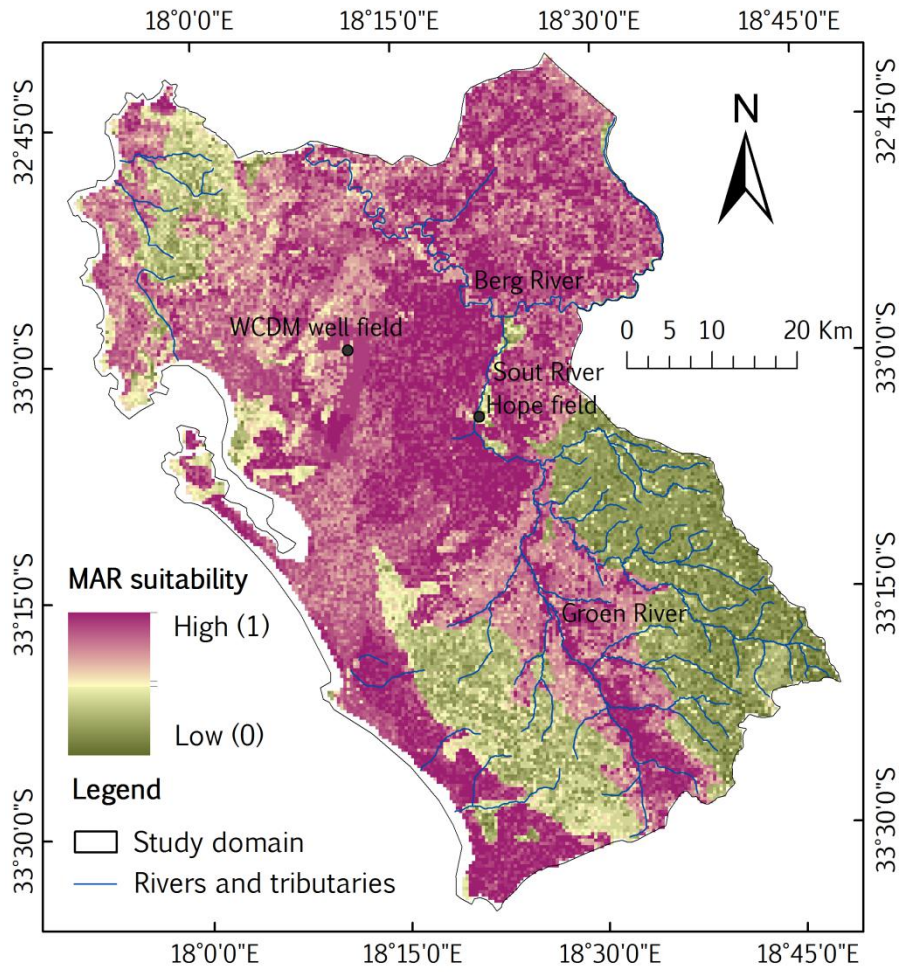 18°0'0"E 18°15'0"E 18°30'0"E 18°45'0"E
32°45'0"S
32°45'0"S
N
Berg River
WCDM well field
0 5 10 20 Km
33°0'0"S
33°0'0"S
Sout River
Hope field
MAR suitability
High (1)
Low (0)
33°15'0"S
33°15'0"S
Groen River
Legend
Study domain
Rivers and tributaries
33°30'0"S
33°30'0"S
18°0'0"E 18°15'0"E 18°30'0"E 18°45'0"E